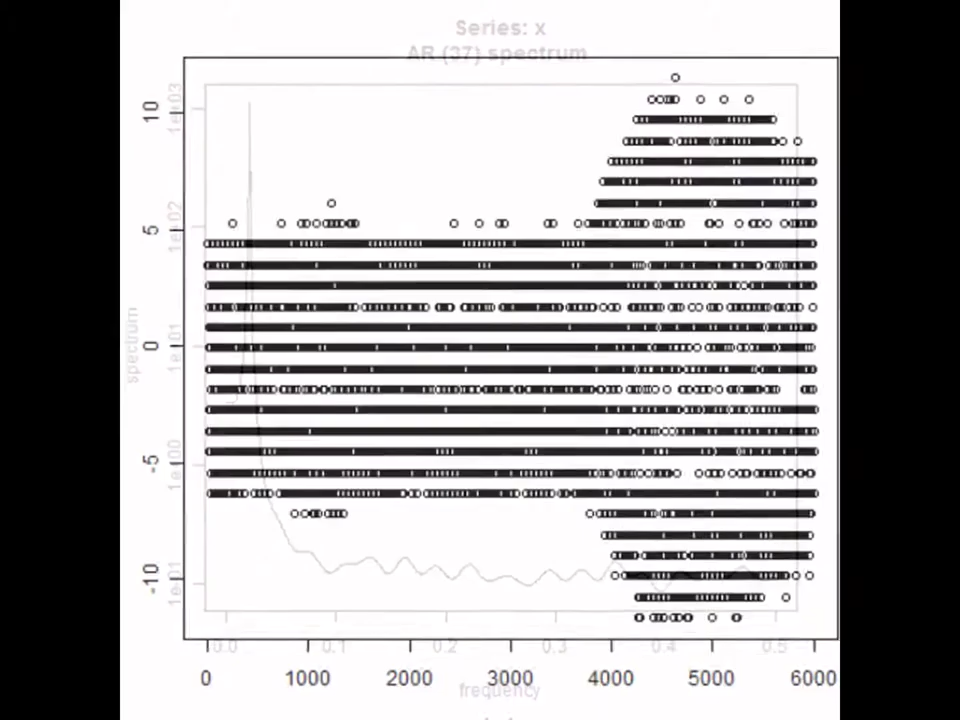 Series: x
AR (37) spectrum
10
5
0
-5
-10
1e+03
1e+02
1e+01
1e+00
spectrum
0 1000 2000 3000 4000 5000 6000
0.0 0.1 0.2 0.3 0.4 0.5
frequency